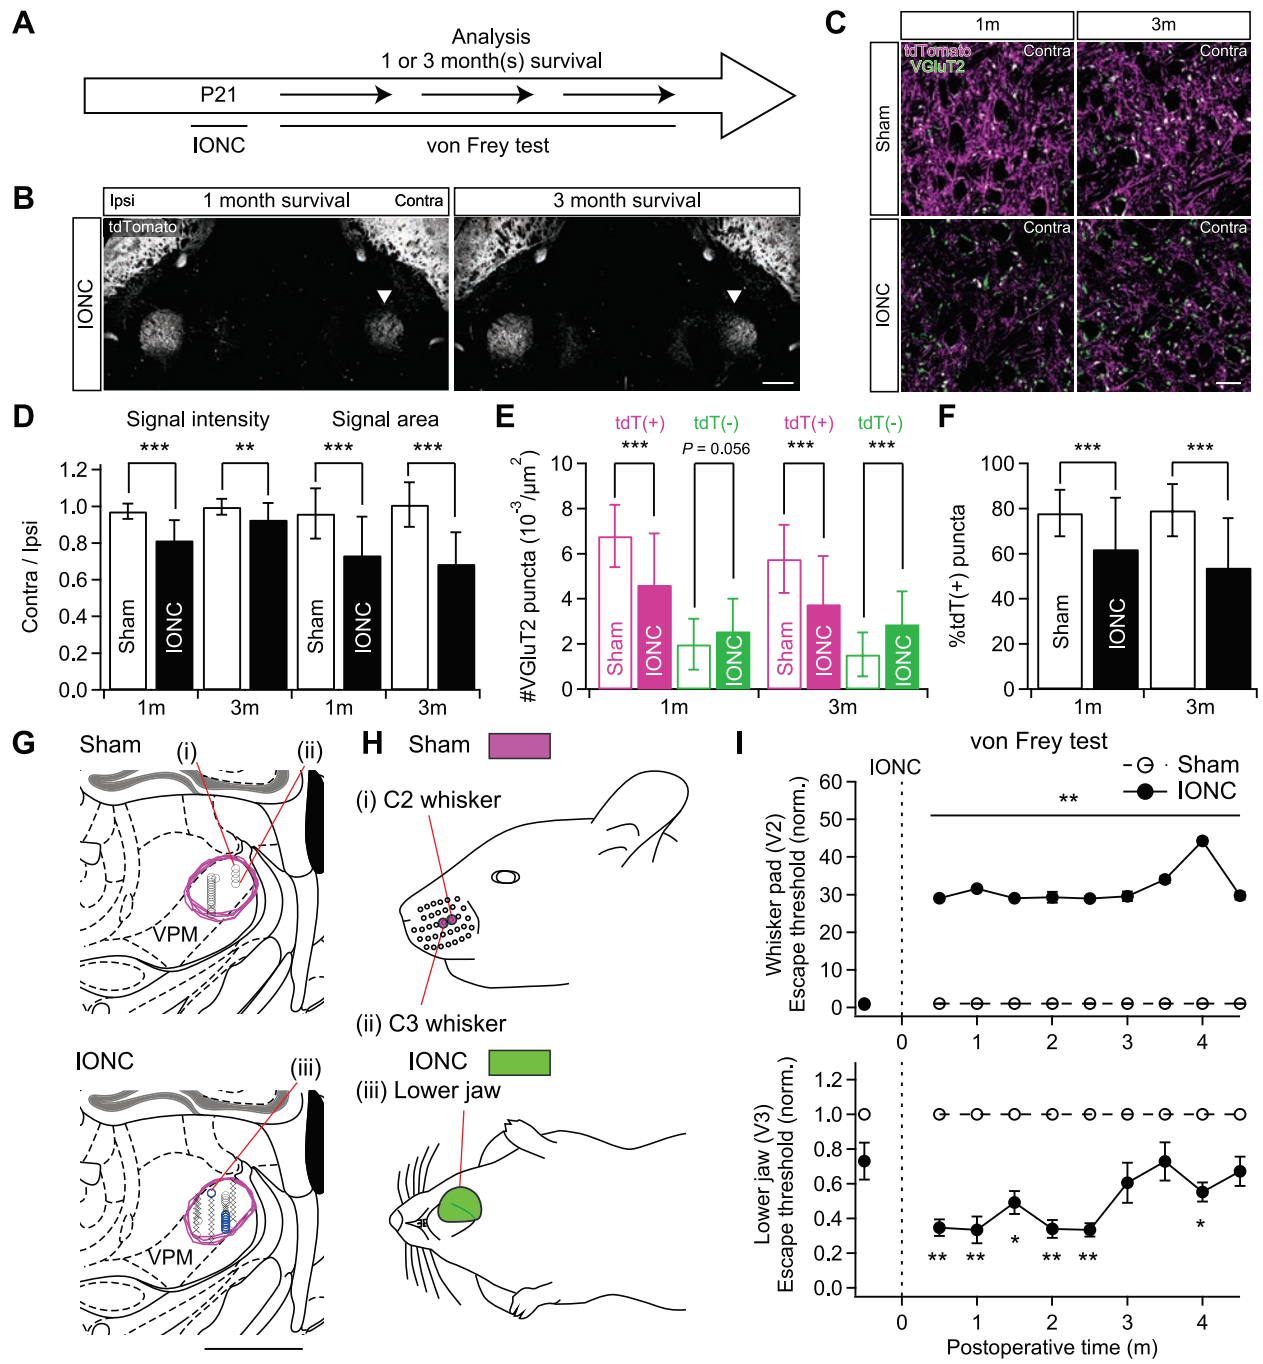 A
Analysis
1 or 3 month(s) survival
P21
IONC
von Frey test
B
Ipsi
1 month survival
Contra
3 month survival
IONC
tdTomato
C
1m
3m
Sham
tdTomato
VGluT2
Contra
Contra
IONC
Contra
Contra
D
Signal intensity
Signal area
***
**
***
***
Contra / Ipsi
1.2
1.0
0.8
0.6
0.4
0.2
0.0
Sham
IONC
1m
3m
1m
3m
E
tdT(+)
tdT(-)
tdT(+)
tdT(-)
***
P = 0.056
***
***
#VGluT2 puncta (10⁻³/µm²)
10
8
6
4
2
0
Sham
IONC
IONC
Sham
IONC
IONC
1m
3m
F
***
***
%tdT(+) puncta
100
80
60
40
20
0
Sham
IONC
1m
3m
G
Sham
(i)
(ii)
VPM
IONC
(iii)
VPM
H
Sham
(i) C2 whisker
(ii) C3 whisker
IONC
(iii) Lower jaw
I
von Frey test
IONC
Sham
IONC
**
Whisker pad (V2)
Escape threshold (norm.)
60
50
40
30
20
10
0
0
1
2
3
4
Lower jaw (V3)
Escape threshold (norm.)
1.2
1.0
0.8
0.6
0.4
0.2
0.0
**
**
*
**
**
*
0
1
2
3
4
Postoperative time (m)